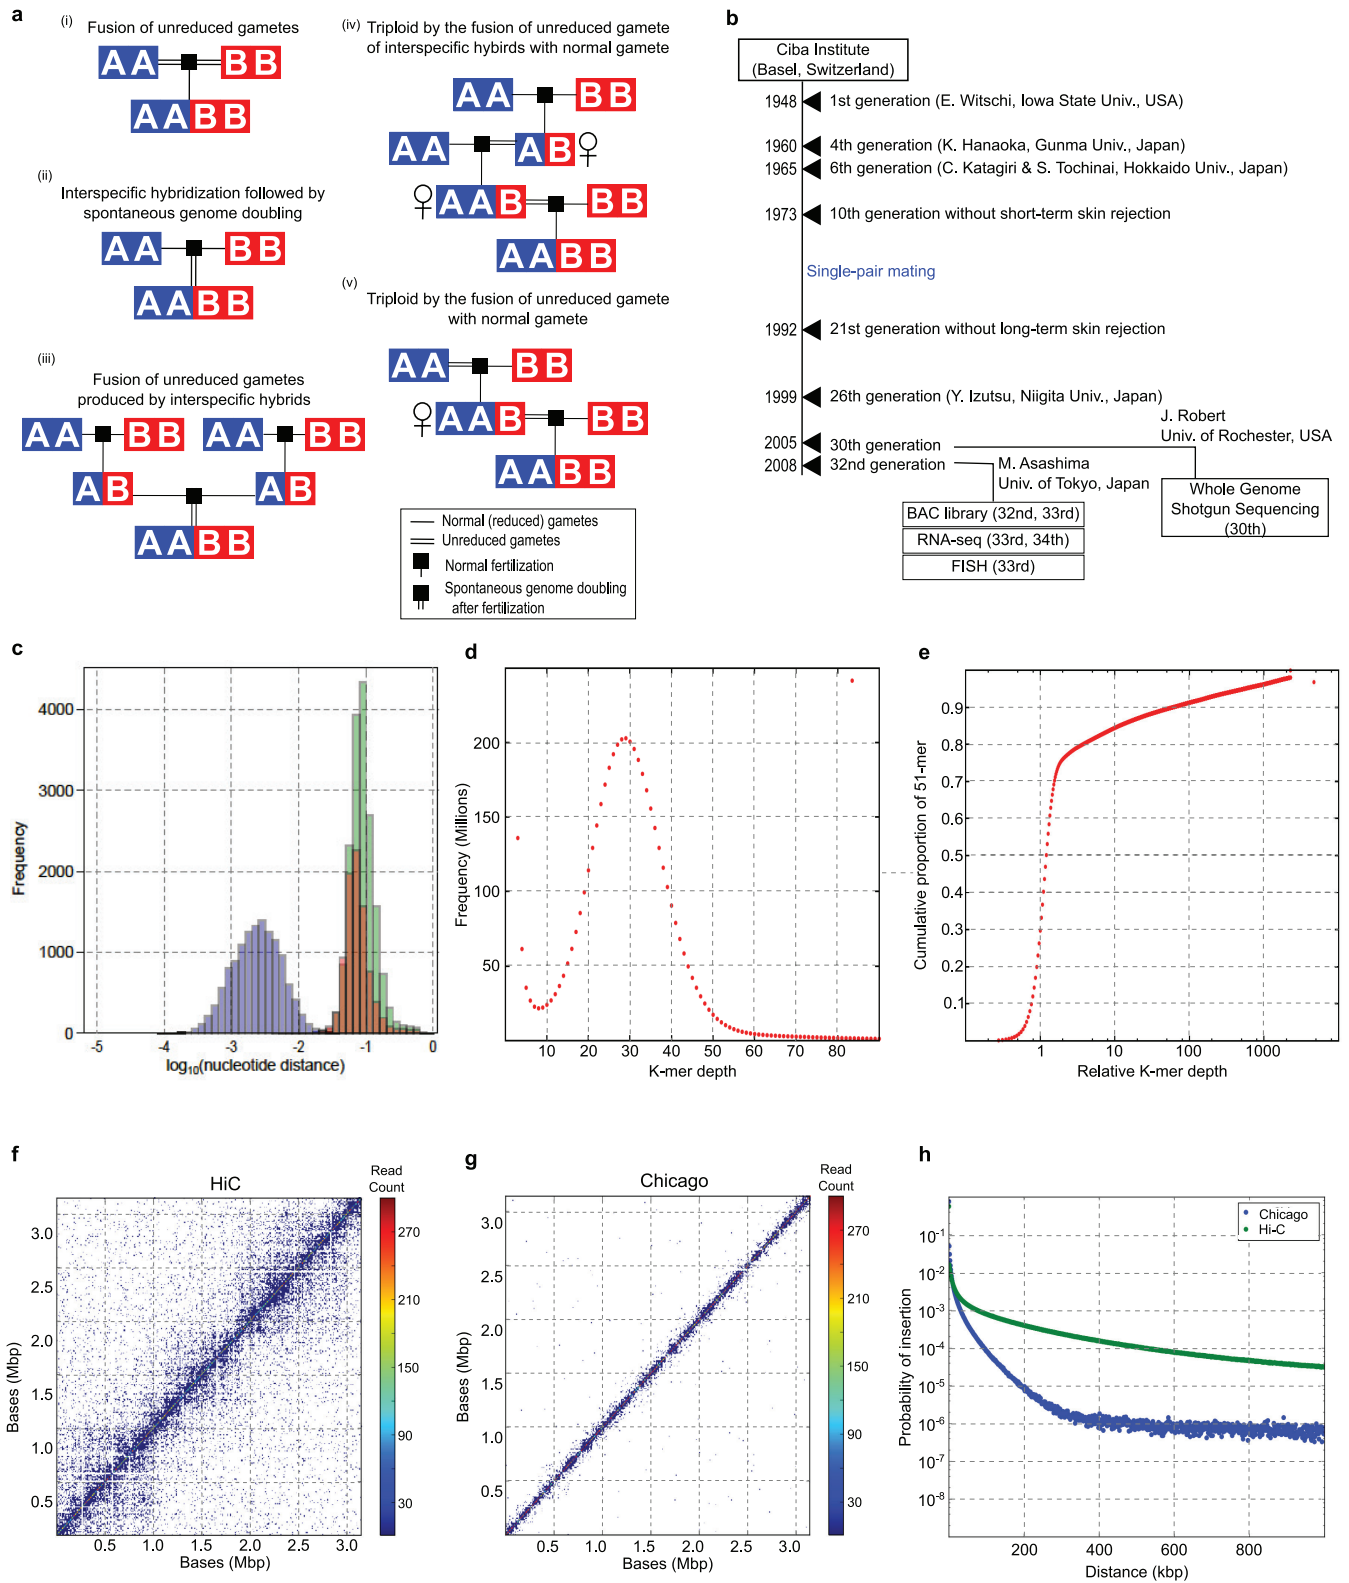 a
(i)
Fusion of unreduced gametes
AA BB
AABB
(ii)
Interspecific hybridization followed by
spontaneous genome doubling
AA BB
AABB
(iii)
Fusion of unreduced gametes
produced by interspecific hybrids
AA BB AA BB
AB AB
AABB
(iv)
Triploid by the fusion of unreduced gamete
of interspecific hybirds with normal gamete
AA BB
AA AB ♀
♀ AAB BB
AABB
(v)
Triploid by the fusion of unreduced gamete
with normal gamete
AA BB
♀ AAB BB
AABB
Normal (reduced) gametes
Unreduced gametes
Normal fertilization
Spontaneous genome doubling
after fertilization
b
Ciba Institute
(Basel, Switzerland)
1948 1st generation (E. Witschi, Iowa State Univ., USA)
1960 4th generation (K. Hanaoka, Gunma Univ., Japan)
1965 6th generation (C. Katagiri & S. Tochinai, Hokkaido Univ., Japan)
1973 10th generation without short-term skin rejection
Single-pair mating
1992 21st generation without long-term skin rejection
1999 26th generation (Y. Izutsu, Niigita Univ., Japan)
2005 30th generation
2008 32nd generation
J. Robert
Univ. of Rochester, USA
M. Asashima
Univ. of Tokyo, Japan
BAC library (32nd, 33rd)
RNA-seq (33rd, 34th)
FISH (33rd)
Whole Genome
Shotgun Sequencing
(30th)
c
Frequency
4000
3000
2000
1000
0
-5 -4 -3 -2 -1 0
log10(nucleotide distance)
d
Frequency (Millions)
200
150
100
50
10 20 30 40 50 60 70 80
K-mer depth
e
Cumulative proportion of 51-mer
0.9
0.8
0.7
0.6
0.5
0.4
0.3
0.2
0.1
1 10 100 1000
Relative K-mer depth
f
HiC
Read
Count
270
210
150
90
30
Bases (Mbp)
3.0
2.5
2.0
1.5
1.0
0.5
0.5 1.0 1.5 2.0 2.5 3.0
Bases (Mbp)
g
Chicago
Read
Count
270
210
150
90
30
Bases (Mbp)
3.0
2.5
2.0
1.5
1.0
0.5
0.5 1.0 1.5 2.0 2.5 3.0
Bases (Mbp)
h
Chicago
Hi-C
Probability of insertion
10-1
10-2
10-3
10-4
10-5
10-6
10-7
10-8
200 400 600 800
Distance (kbp)